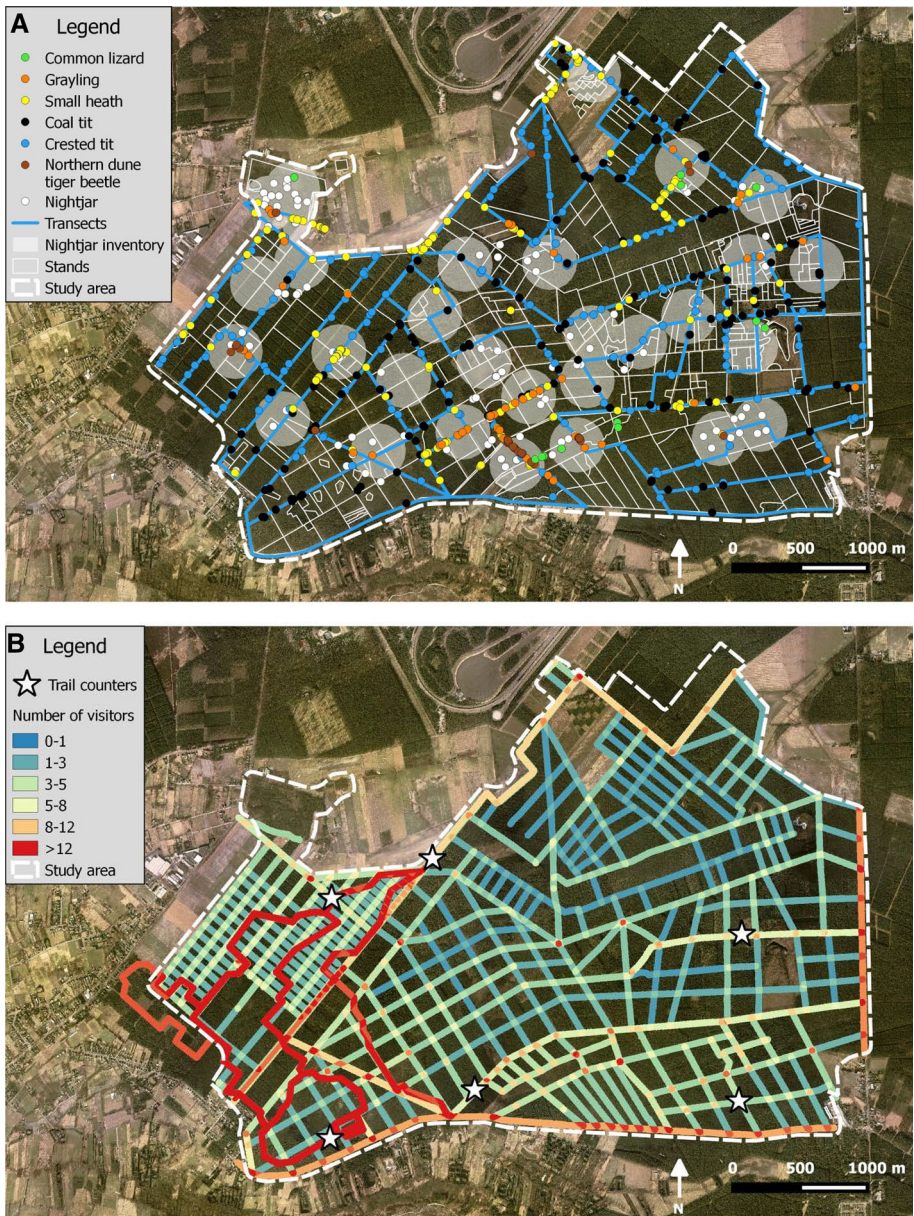 A
Legend
Common lizard
Grayling
Small heath
Coal tit
Crested tit
Northern dune
tiger beetle
Nightjar
Transects
Nightjar inventory
Stands
Study area
0 500 1000 m
N
B
Legend
Trail counters
Number of visitors
0-1
1-3
3-5
5-8
8-12
>12
Study area
0 500 1000 m
N